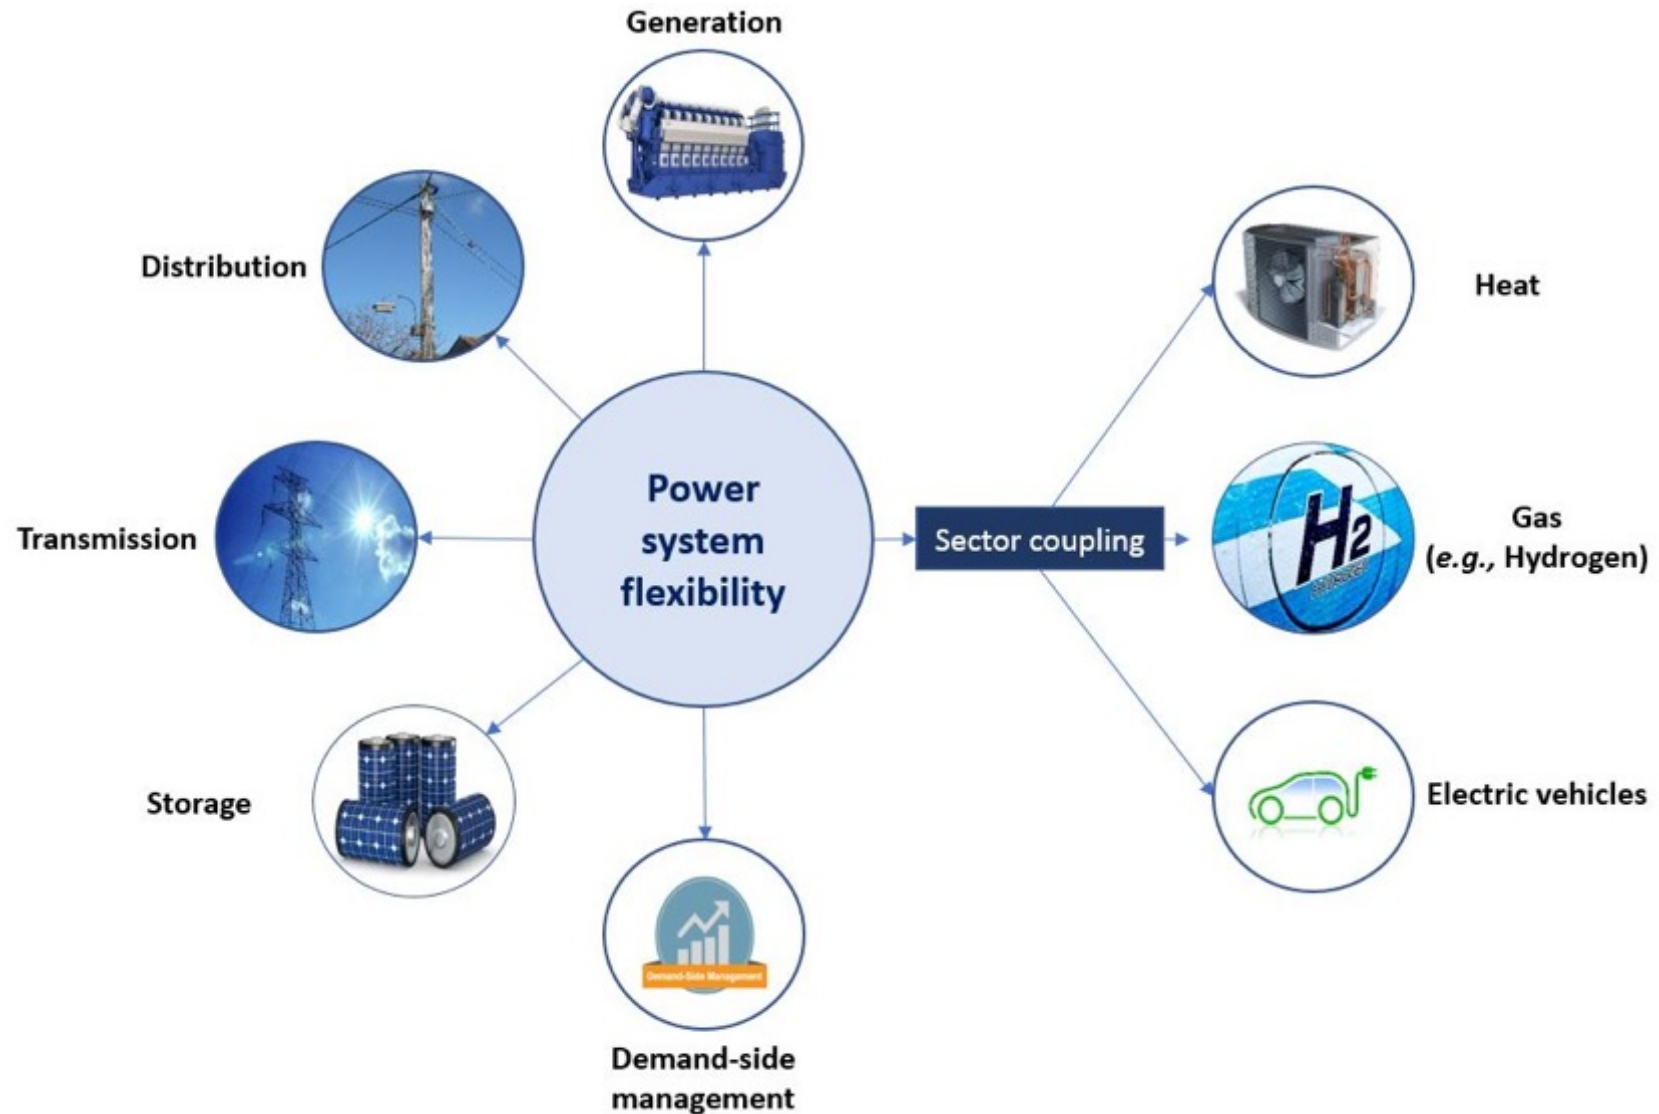 Generation
Distribution
Heat
Power
system
flexibility
Transmission
Sector coupling
H2
Gas
(e.g., Hydrogen)
Storage
Electric vehicles
Demand-Side Management
Demand-side
management